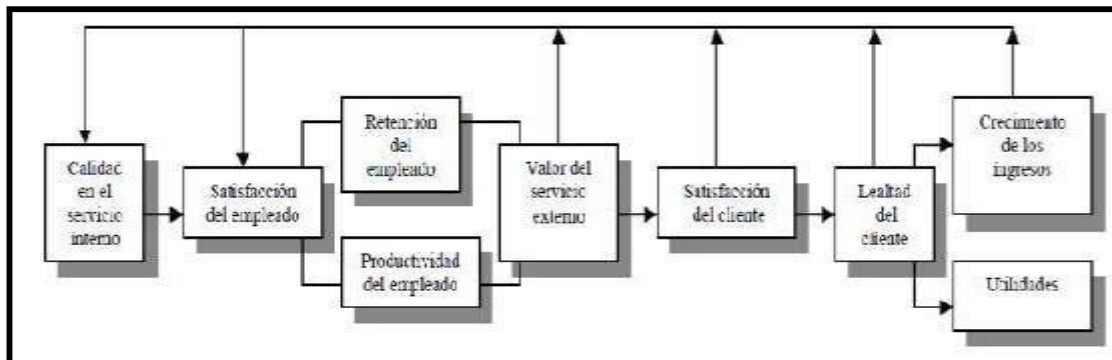 Calidad
en el
servicio
interno
Satisfacción
del empleado
Retención
del
empleado
Productividad
del empleado
Valor del
servicio
externo
Satisfacción
del cliente
Lealtad
del
cliente
Crecimiento
de los
ingresos
Utilidades